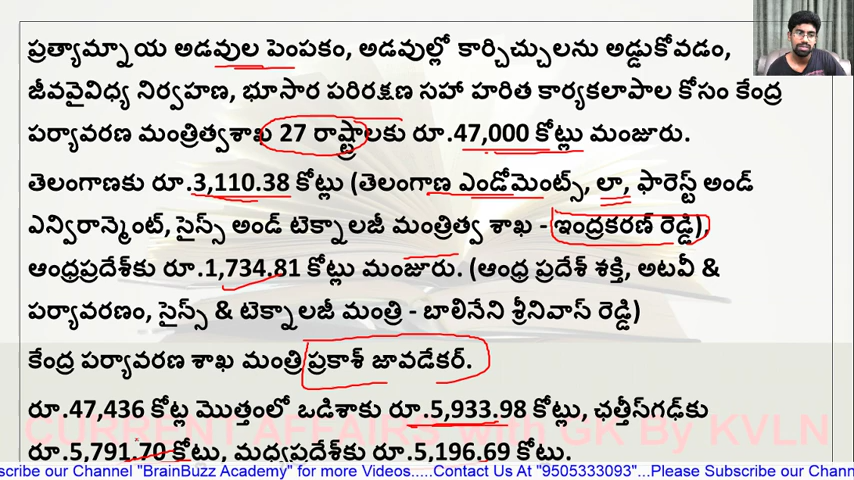 ప్రత్యామ్నాయ అడవుల పెంపకం, అడవుల్లో కార్చిచ్చులను అడ్డుకోవడం,
జీవవైవిధ్య నిర్వహణ, భూసార పరిరక్షణ సహా హరిత కార్యకలాపాల కోసం కేంద్ర
పర్యావరణ మంత్రిత్వశాఖ 27 రాష్ట్రాలకు రూ.47,000 కోట్లు మంజూరు.
తెలంగాణకు రూ.3,110.38 కోట్లు (తెలంగాణ ఎండోమెంట్స్, లా, ఫారెస్ట్ అండ్
ఎన్విరాన్మెంట్, సైన్స్ అండ్ టెక్నాలజీ మంత్రిత్వ శాఖ - ఇంద్రకరణ్ రెడ్డి),
ఆంధ్రప్రదేశ్‌కు రూ.1,734.81 కోట్లు మంజూరు. (ఆంధ్ర ప్రదేశ్ శక్తి, అటవీ &
పర్యావరణం, సైన్స్ & టెక్నాలజీ మంత్రి - బాలినేని శ్రీనివాస్ రెడ్డి)
కేంద్ర పర్యావరణ శాఖ మంత్రి ప్రకాశ్ జావడేకర్.
రూ.47,436 కోట్ల మొత్తంలో ఒడిశాకు రూ.5,933.98 కోట్లు, ఛత్తీస్‌గఢ్‌కు
CURRENT AFFAIRS with GK By KVLN
రూ.5,791.70 కోట్లు, మధ్యప్రదేశ్‌కు రూ.5,196.69 కోట్లు.
scribe our Channel "BrainBuzz Academy" for more Videos.....Contact Us At "9505333093"...Please Subscribe our Chann